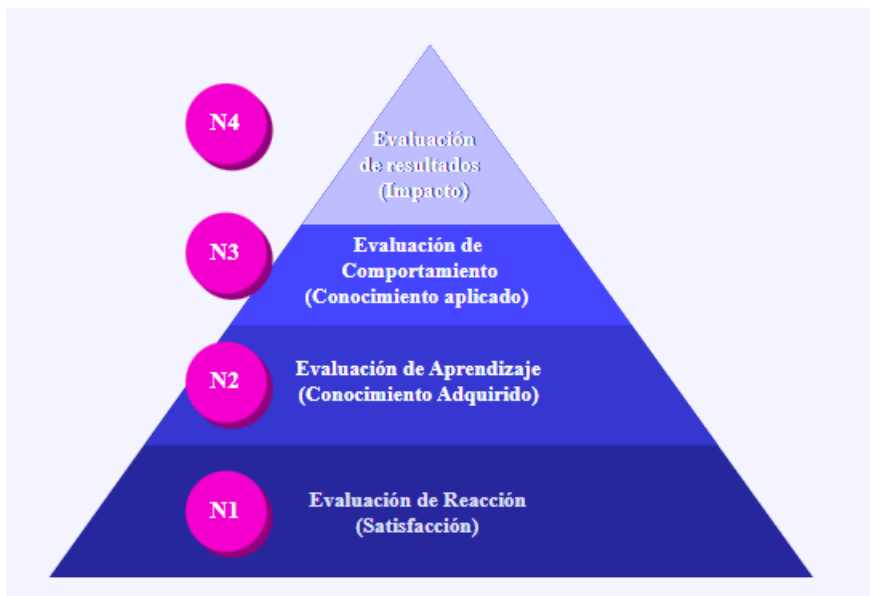 N4
Evaluación
de resultados
(Impacto)
N3
Evaluación de
Comportamiento
(Conocimiento aplicado)
N2
Evaluación de Aprendizaje
(Conocimiento Adquirido)
N1
Evaluación de Reacción
(Satisfacción)